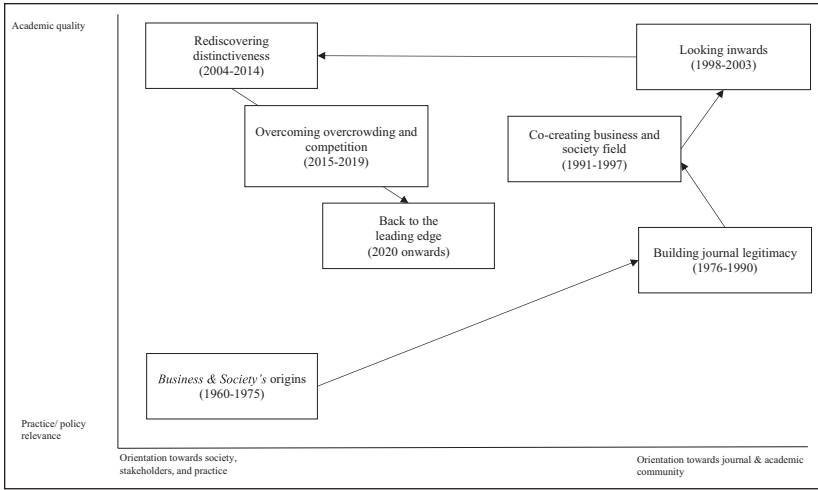 Academic quality
Rediscovering
distinctiveness
(2004-2014)
Looking inwards
(1998-2003)
Overcoming overcrowding and
competition
(2015-2019)
Co-creating business and
society field
(1991-1997)
Back to the
leading edge
(2020 onwards)
Building journal legitimacy
(1976-1990)
Business & Society's origins
(1960-1975)
Practice/ policy
relevance
Orientation towards society,
stakeholders, and practice
Orientation towards journal & academic
community